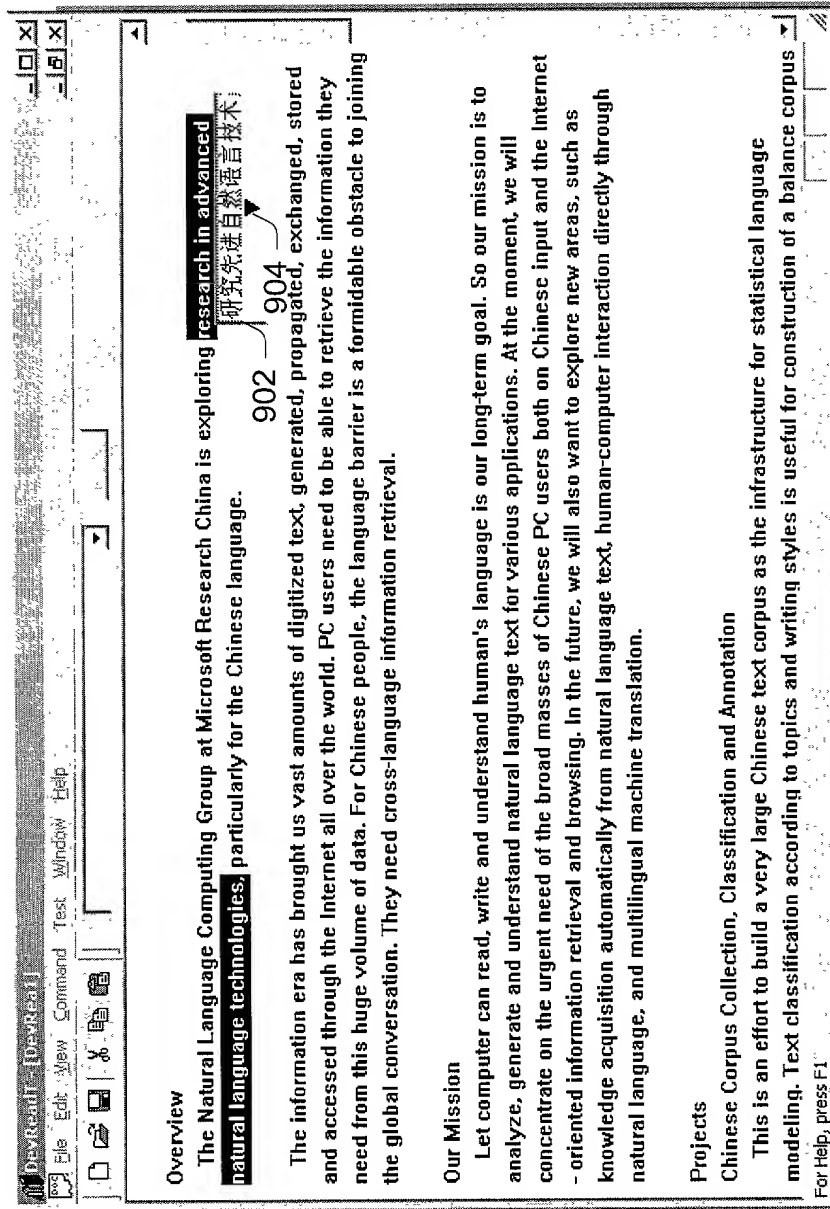 DevReadT - [DevRea1]
File Edit View Command Test Window Help
Overview
The Natural Language Computing Group at Microsoft Research China is exploring research in advanced
研究先进自然语言技术;
natural language technologies, particularly for the Chinese language.
902
904
The information era has brought us vast amounts of digitized text, generated, propagated, exchanged, stored
and accessed through the Internet all over the world. PC users need to be able to retrieve the information they
need from this huge volume of data. For Chinese people, the language barrier is a formidable obstacle to joining
the global conversation. They need cross-language information retrieval.
Our Mission
Let computer can read, write and understand human's language is our long-term goal. So our mission is to
analyze, generate and understand natural language text for various applications. At the moment, we will
concentrate on the urgent need of the broad masses of Chinese PC users both on Chinese input and the Internet
- oriented information retrieval and browsing. In the future, we will also want to explore new areas, such as
knowledge acquisition automatically from natural language text, human-computer interaction directly through
natural language, and multilingual machine translation.
Projects
Chinese Corpus Collection, Classification and Annotation
This is an effort to build a very large Chinese text corpus as the infrastructure for statistical language
modeling. Text classification according to topics and writing styles is useful for construction of a balance corpus
For Help, press F1